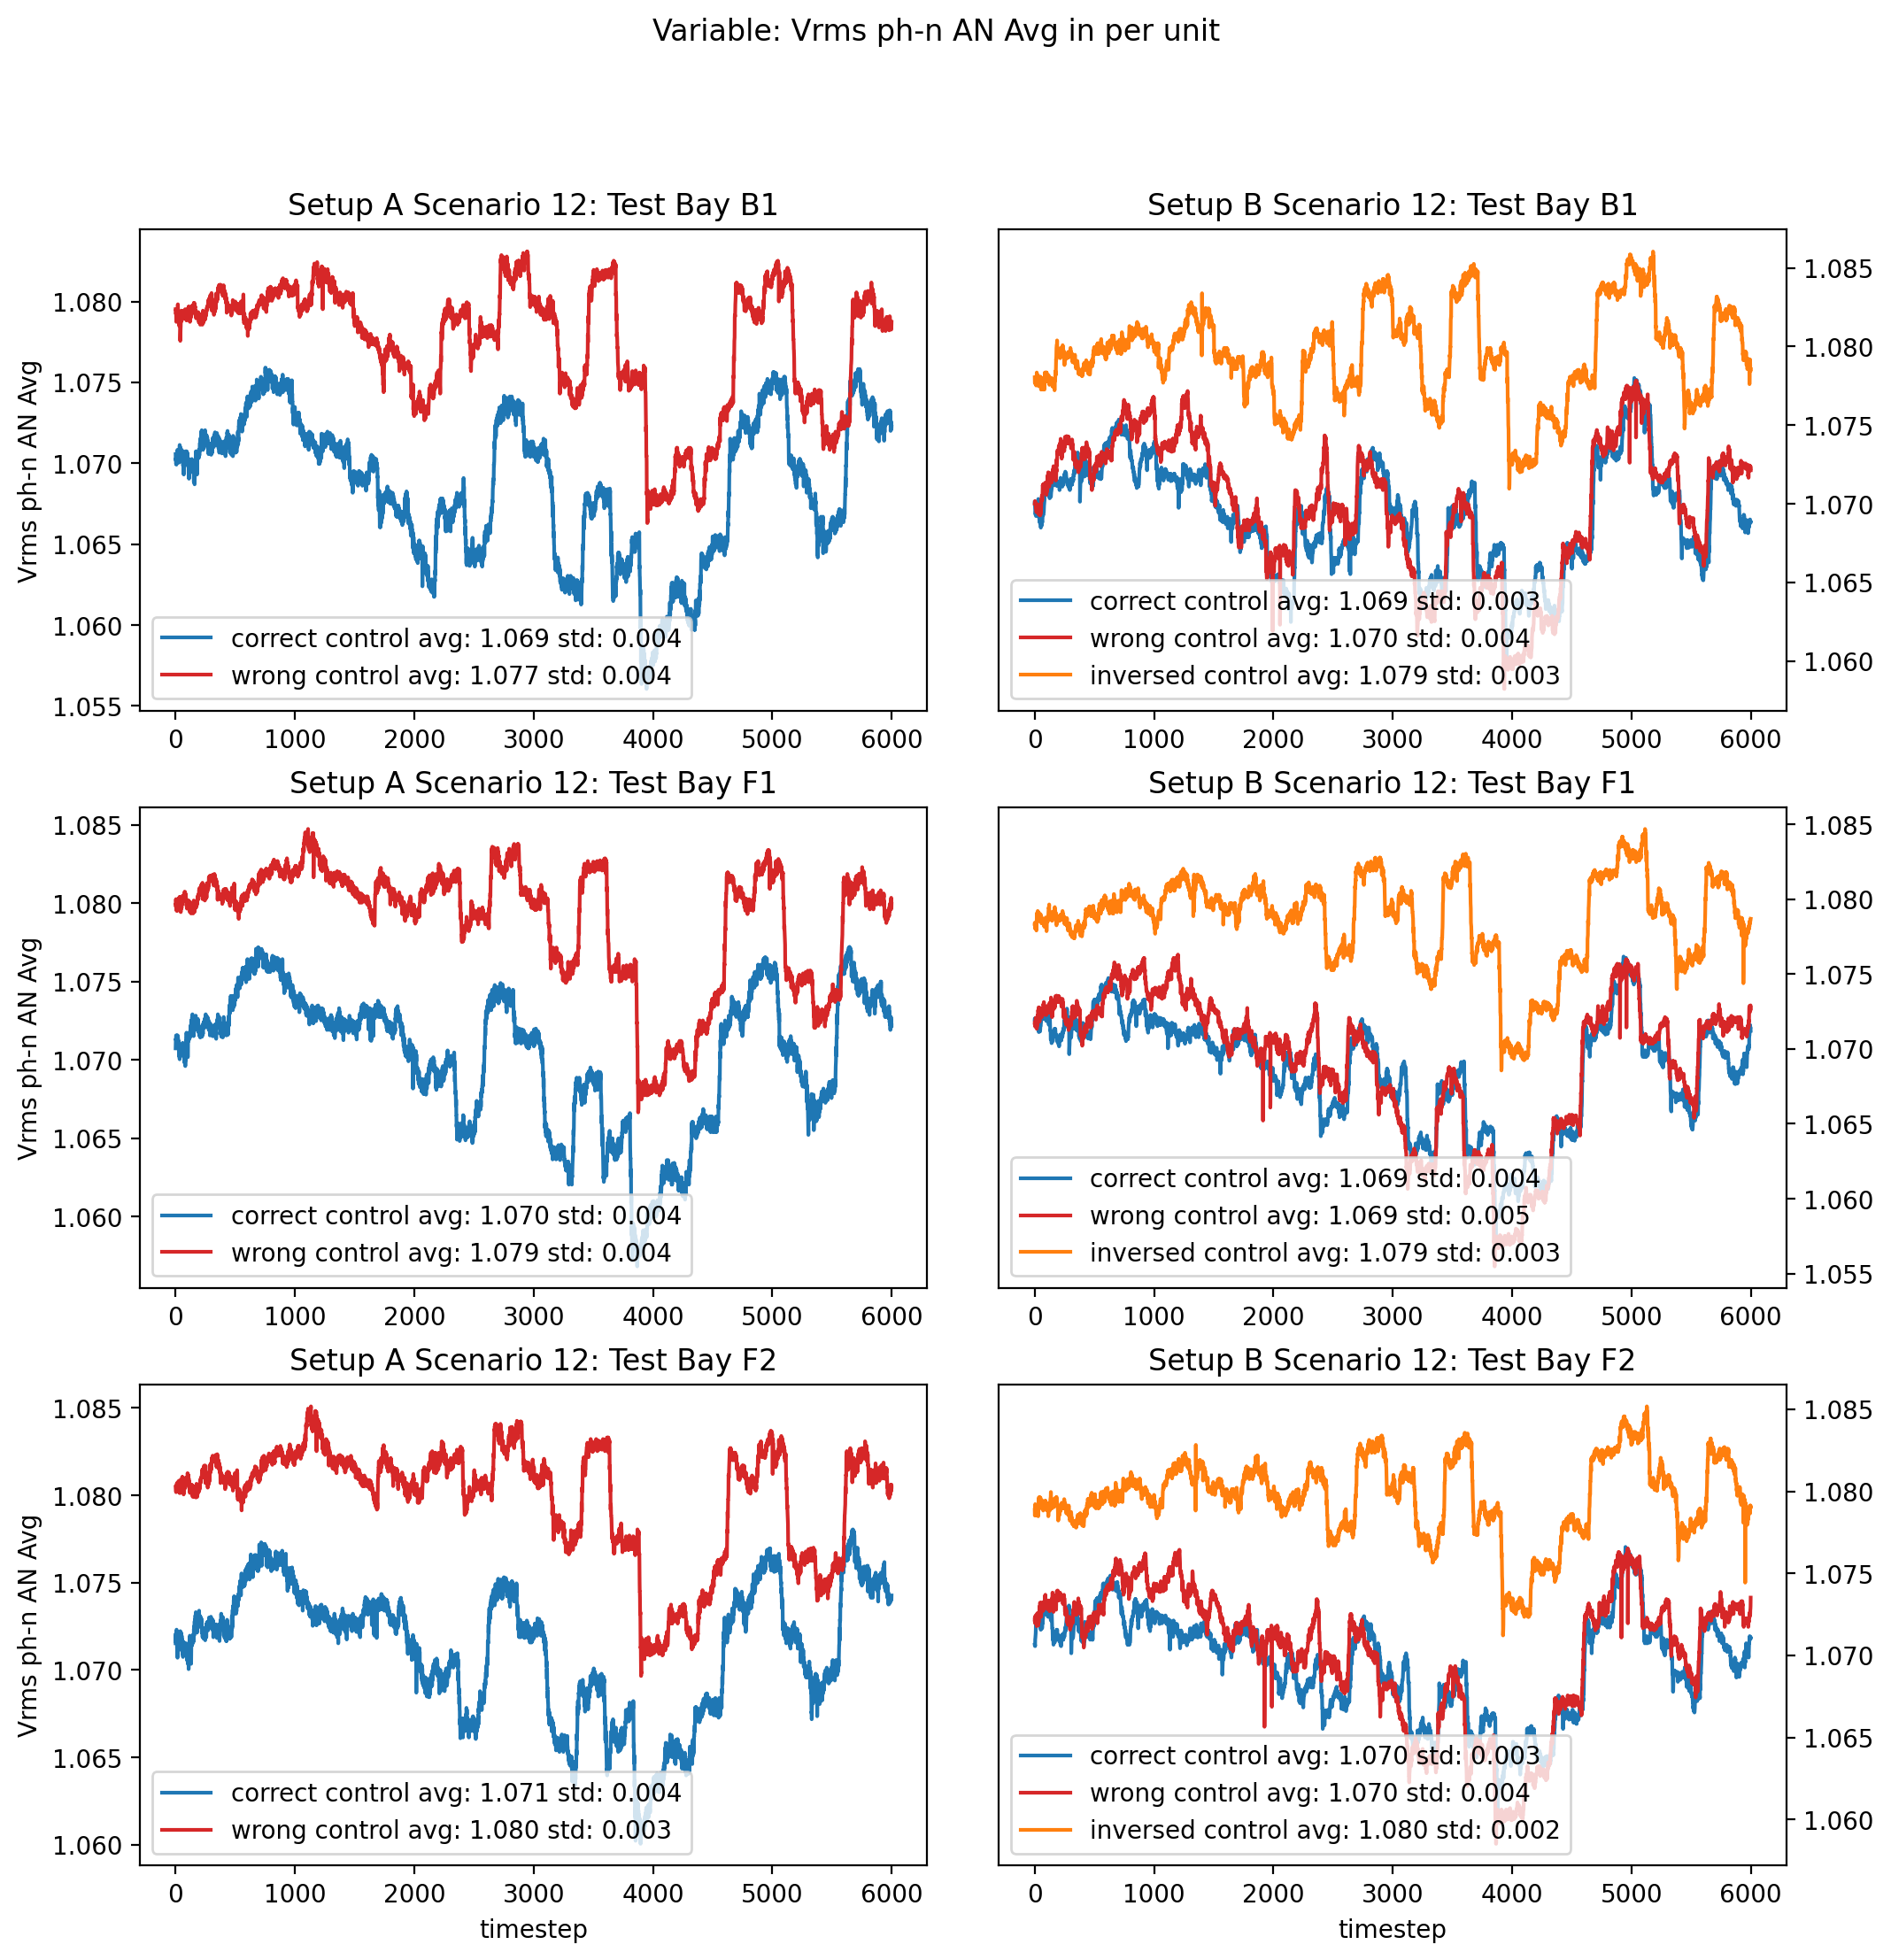 Variable: Vrms ph-n AN Avg in per unit
Setup A Scenario 12: Test Bay B1
Vrms ph-n AN Avg
1.080
1.075
1.070
1.065
1.060
1.055
correct control avg: 1.069 std: 0.004
wrong control avg: 1.077 std: 0.004
0 1000 2000 3000 4000 5000 6000
Setup B Scenario 12: Test Bay B1
1.085
1.080
1.075
1.070
1.065
1.060
correct control avg: 1.069 std: 0.003
wrong control avg: 1.070 std: 0.004
inversed control avg: 1.079 std: 0.003
0 1000 2000 3000 4000 5000 6000
Setup A Scenario 12: Test Bay F1
Vrms ph-n AN Avg
1.085
1.080
1.075
1.070
1.065
1.060
correct control avg: 1.070 std: 0.004
wrong control avg: 1.079 std: 0.004
0 1000 2000 3000 4000 5000 6000
Setup B Scenario 12: Test Bay F1
1.085
1.080
1.075
1.070
1.065
1.060
1.055
correct control avg: 1.069 std: 0.004
wrong control avg: 1.069 std: 0.005
inversed control avg: 1.079 std: 0.003
0 1000 2000 3000 4000 5000 6000
Setup A Scenario 12: Test Bay F2
Vrms ph-n AN Avg
1.085
1.080
1.075
1.070
1.065
1.060
correct control avg: 1.071 std: 0.004
wrong control avg: 1.080 std: 0.003
0 1000 2000 3000 4000 5000 6000
timestep
Setup B Scenario 12: Test Bay F2
1.085
1.080
1.075
1.070
1.065
1.060
correct control avg: 1.070 std: 0.003
wrong control avg: 1.070 std: 0.004
inversed control avg: 1.080 std: 0.002
0 1000 2000 3000 4000 5000 6000
timestep